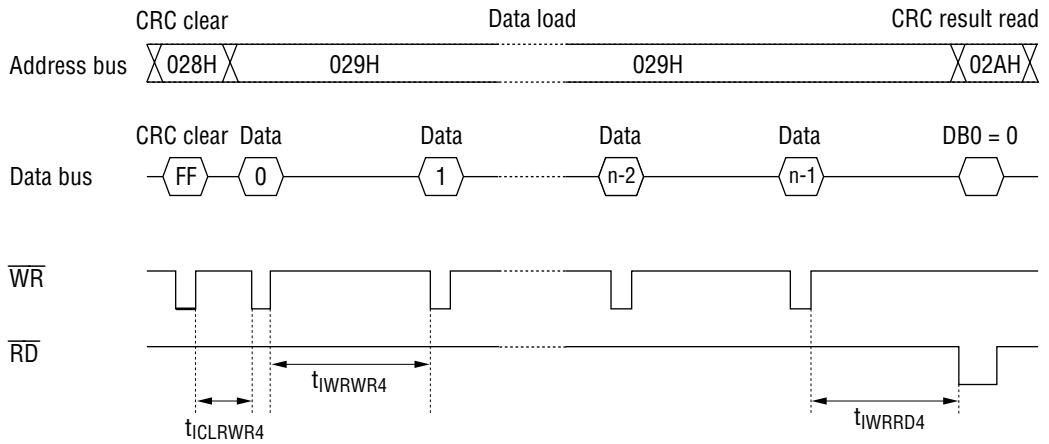 CRC clear Data load CRC result read
Address bus 028H 029H 029H 02AH
CRC clear Data Data Data Data DB0 = 0
Data bus FF 0 1 n-2 n-1
WR
RD
tIWRWR4 tIWRRD4
tICLRWR4